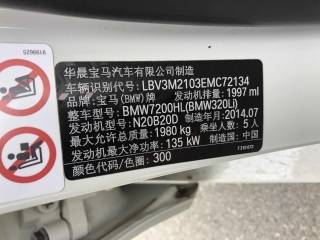 9199625
华晨宝马汽车有限公司制造
车辆识别代号: LBV3M2103EMC72134
品牌: 宝马(BMW)牌 发动机排量: 1997 ml
整车型号: BMW7200HL(BMW320Li)
发动机型号: N20B20D 制造年月: 2014.07
最大允许总质量: 1980 kg 乘坐人数: 5 人
发动机最大净功率: 135 kW 制造国: 中国
颜色代码/色圈: 300